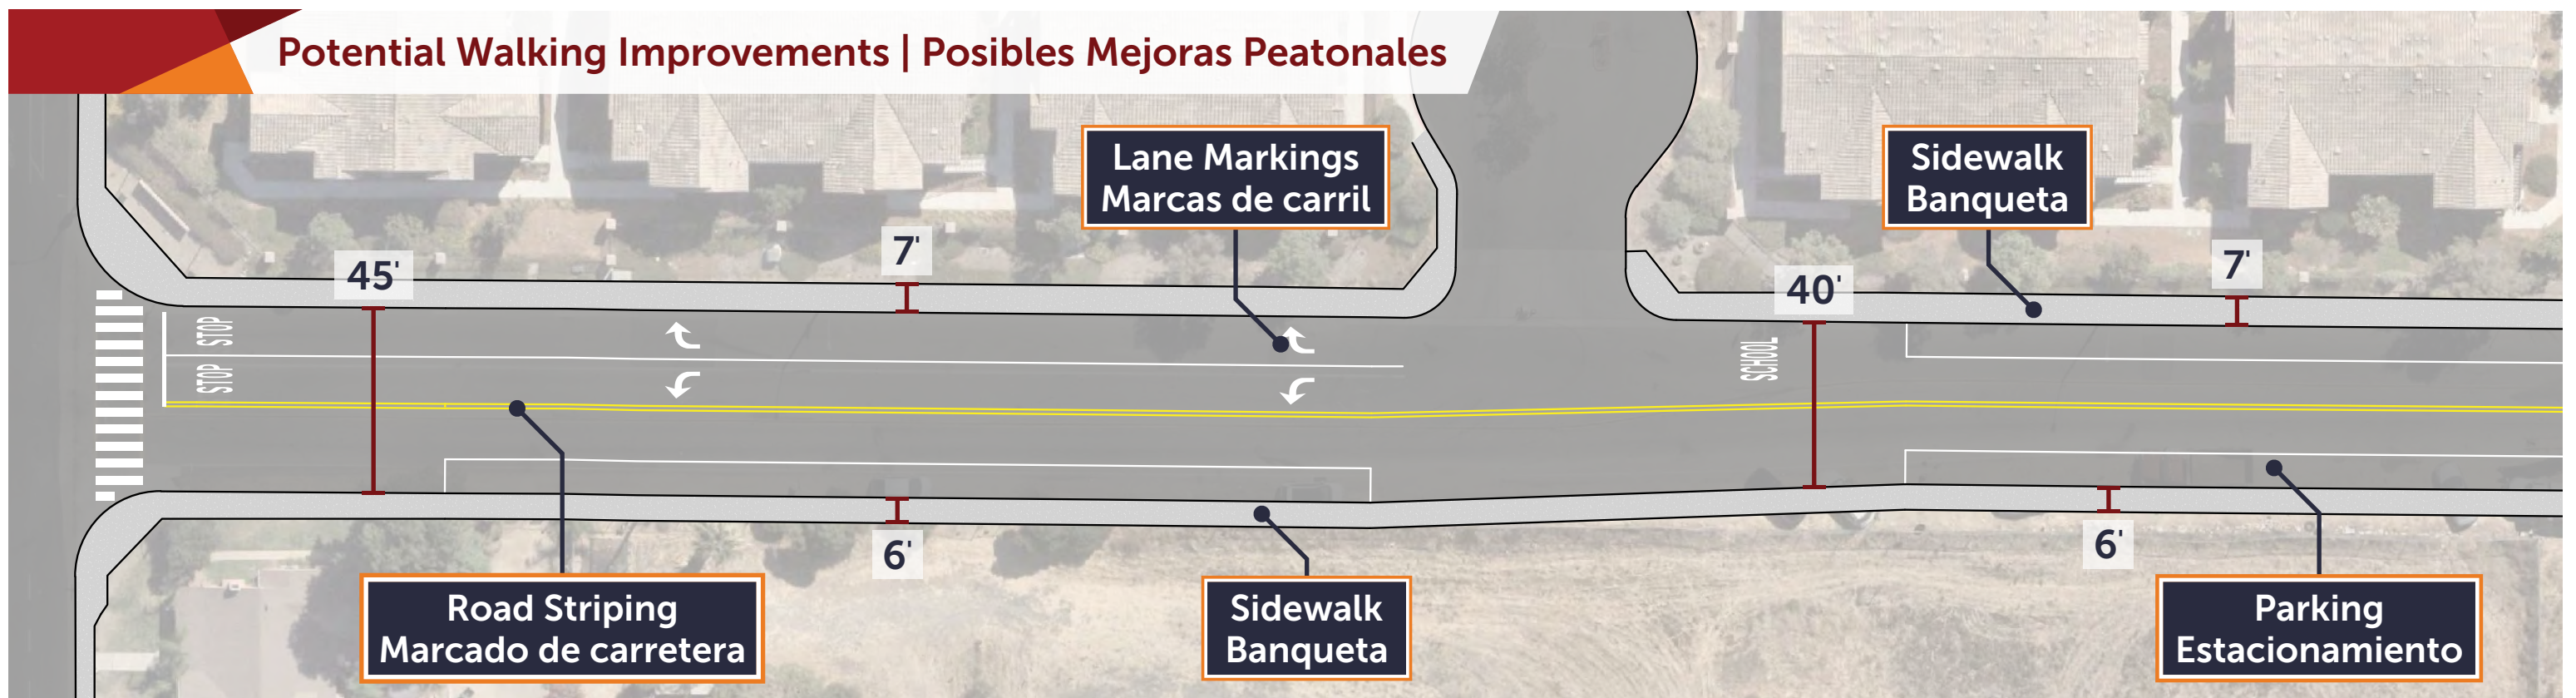 Potential Walking Improvements | Posibles Mejoras Peatonales
Lane Markings
Marcas de carril
Sidewalk
Banqueta
45'
7'
40'
7'
STOP
STOP
SCHOOL
6'
6'
Road Striping
Marcado de carretera
Sidewalk
Banqueta
Parking
Estacionamiento